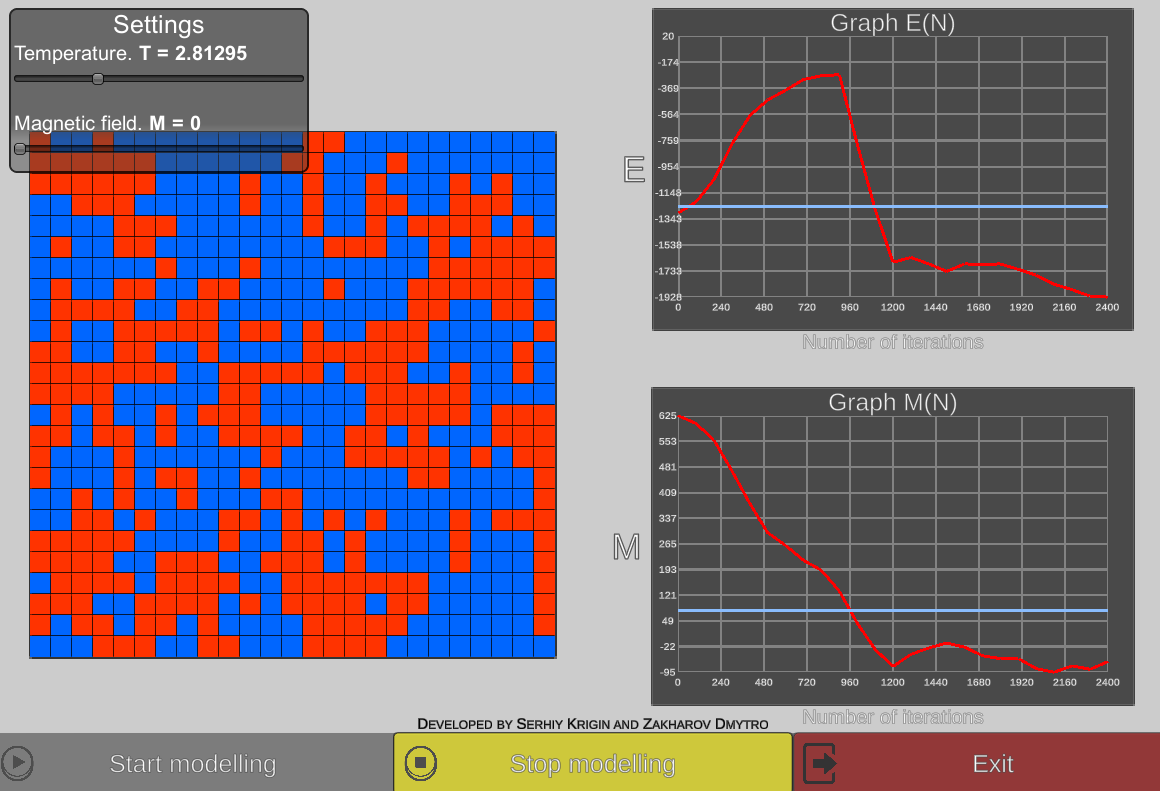 Settings
Temperature. T = 2.81295
Magnetic field. M = 0
Graph E(N)
E
20
-174
-369
-564
-759
-954
-1148
-1343
-1538
-1733
-1928
0 240 480 720 960 1200 1440 1680 1920 2160 2400
Number of iterations
Graph M(N)
M
625
553
481
409
337
265
193
121
49
-22
-95
0 240 480 720 960 1200 1440 1680 1920 2160 2400
Number of iterations
Developed by Serhiy Krigin and Zakharov Dmytro
Start modelling
Stop modelling
Exit